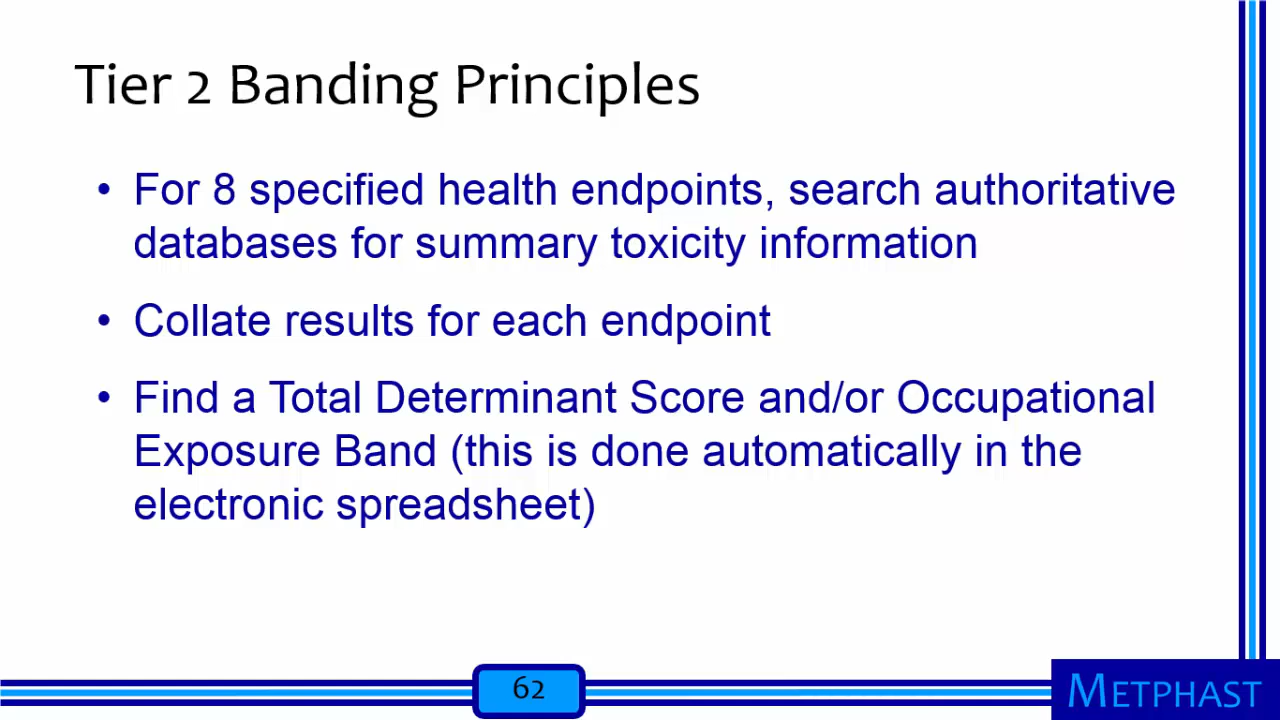 Tier 2 Banding Principles
• For 8 specified health endpoints, search authoritative
databases for summary toxicity information
• Collate results for each endpoint
• Find a Total Determinant Score and/or Occupational
Exposure Band (this is done automatically in the
electronic spreadsheet)
62
METPHAST